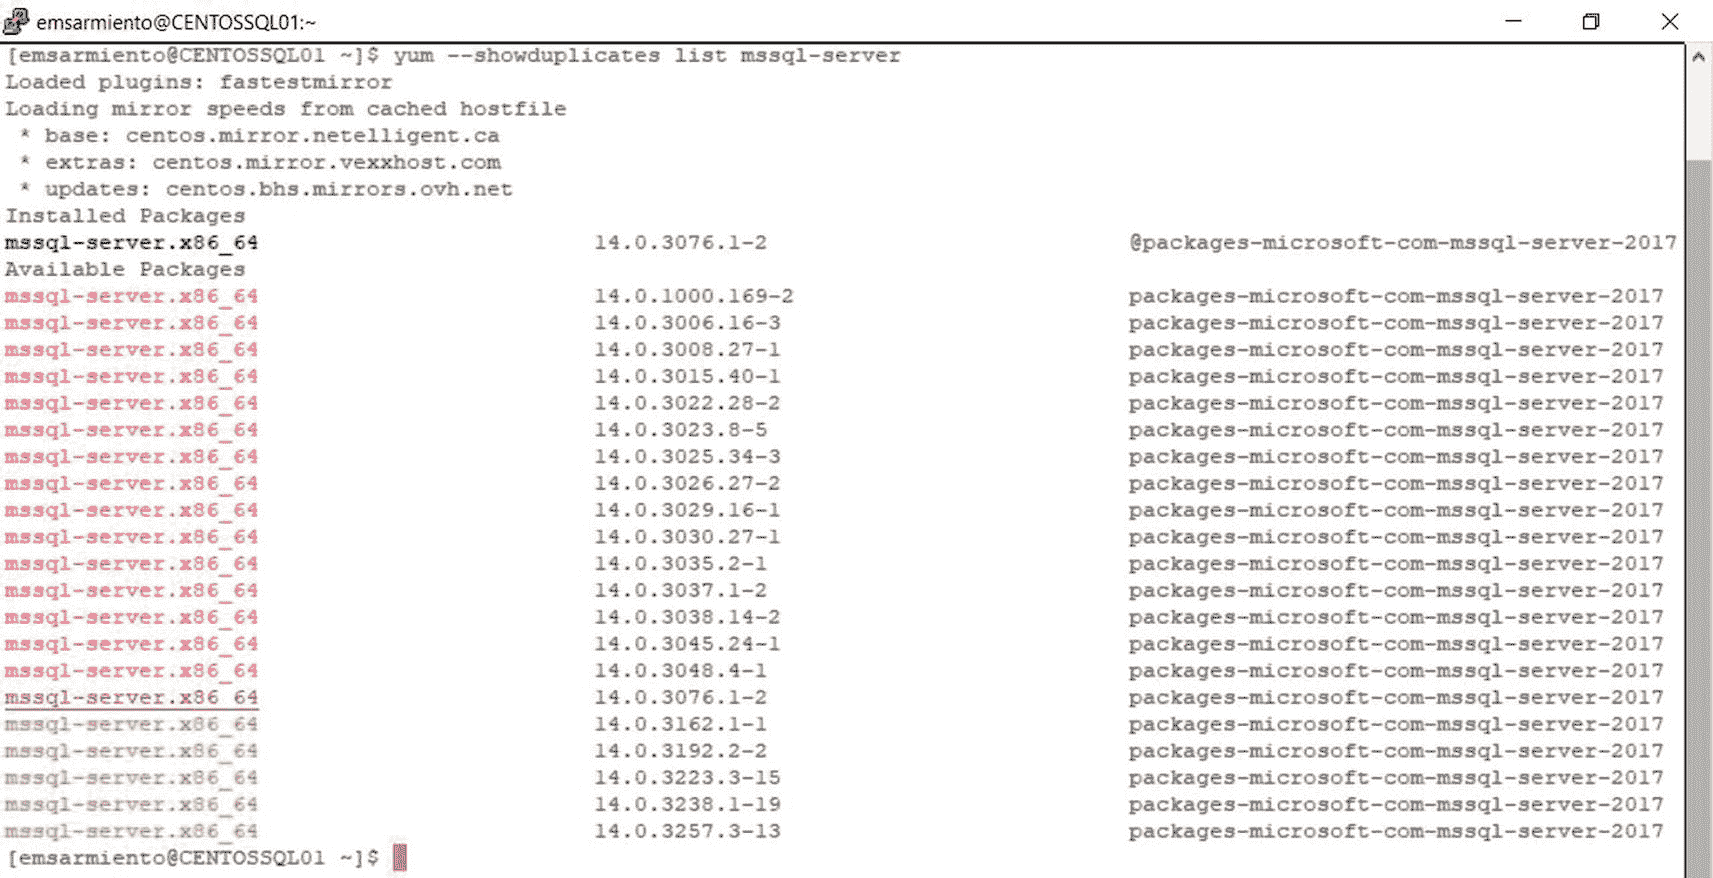 emsarmiento@CENTOSSQL01:~
[emsarmiento@CENTOSSQL01 ~]$ yum --showduplicates list mssql-server
Loaded plugins: fastestmirror
Loading mirror speeds from cached hostfile
* base: centos.mirror.netelligent.ca
* extras: centos.mirror.vexxhost.com
* updates: centos.bhs.mirrors.ovh.net
Installed Packages
mssql-server.x86_64 14.0.3076.1-2 @packages-microsoft-com-mssql-server-2017
Available Packages
mssql-server.x86_64 14.0.1000.169-2 packages-microsoft-com-mssql-server-2017
mssql-server.x86_64 14.0.3006.16-3 packages-microsoft-com-mssql-server-2017
mssql-server.x86_64 14.0.3008.27-1 packages-microsoft-com-mssql-server-2017
mssql-server.x86_64 14.0.3015.40-1 packages-microsoft-com-mssql-server-2017
mssql-server.x86_64 14.0.3022.28-2 packages-microsoft-com-mssql-server-2017
mssql-server.x86_64 14.0.3023.8-5 packages-microsoft-com-mssql-server-2017
mssql-server.x86_64 14.0.3025.34-3 packages-microsoft-com-mssql-server-2017
mssql-server.x86_64 14.0.3026.27-2 packages-microsoft-com-mssql-server-2017
mssql-server.x86_64 14.0.3029.16-1 packages-microsoft-com-mssql-server-2017
mssql-server.x86_64 14.0.3030.27-1 packages-microsoft-com-mssql-server-2017
mssql-server.x86_64 14.0.3035.2-1 packages-microsoft-com-mssql-server-2017
mssql-server.x86_64 14.0.3037.1-2 packages-microsoft-com-mssql-server-2017
mssql-server.x86_64 14.0.3038.14-2 packages-microsoft-com-mssql-server-2017
mssql-server.x86_64 14.0.3045.24-1 packages-microsoft-com-mssql-server-2017
mssql-server.x86_64 14.0.3048.4-1 packages-microsoft-com-mssql-server-2017
mssql-server.x86_64 14.0.3076.1-2 packages-microsoft-com-mssql-server-2017
mssql-server.x86_64 14.0.3162.1-1 packages-microsoft-com-mssql-server-2017
mssql-server.x86_64 14.0.3192.2-2 packages-microsoft-com-mssql-server-2017
mssql-server.x86_64 14.0.3223.3-15 packages-microsoft-com-mssql-server-2017
mssql-server.x86_64 14.0.3238.1-19 packages-microsoft-com-mssql-server-2017
mssql-server.x86_64 14.0.3257.3-13 packages-microsoft-com-mssql-server-2017
[emsarmiento@CENTOSSQL01 ~]$